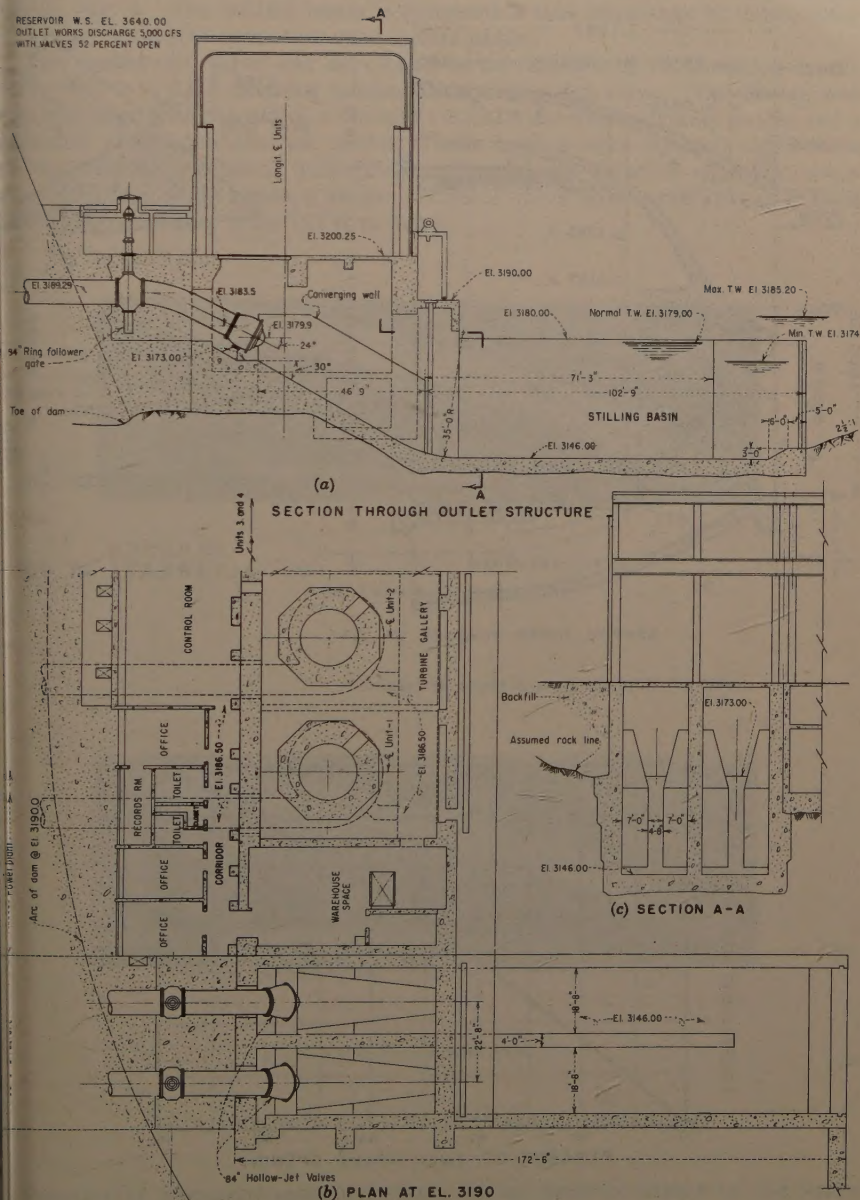 RESERVOIR W.S. EL. 3640.00
OUTLET WORKS DISCHARGE 5,000 CFS
WITH VALVES 52 PERCENT OPEN
A
Longit. ℄ Units
El. 3200.25
El. 3190.00
Max. T.W. El 3185.20
El. 3189.29
El. 3183.5
Converging wall
El 3180.00
Normal T.W. El. 3179.00
El. 3179.9
Min. T.W El 3174
24°
94" Ring follower
gate
El. 3173.00
30°
71'-3"
46' 9"
102'-9"
5'-0"
Toe of dam
STILLING BASIN
6'-0"
2½:1
35'-0 R.
El. 3146.00
3'-0"
(a)
A
SECTION THROUGH OUTLET STRUCTURE
Units 3 and 4
CONTROL ROOM
℄ Unit-2
TURBINE GALLERY
Backfill
El. 3173.00
Assumed rock line
OFFICE
El. 3186.50
℄ Unit-1
El. 3186.50
RECORDS RM.
TOILET
TOILET
7'-0"
7'-0"
4'-8"
Power plant
Arc of dam @ El. 3190.0
OFFICE
CORRIDOR
WAREHOUSE
SPACE
El. 3146.00
(c) SECTION A-A
OFFICE
18'-8"
El. 3146.00
22'-8"
4'-0"
18'-8"
172'-6"
84" Hollow-Jet Valves
(b) PLAN AT EL. 3190